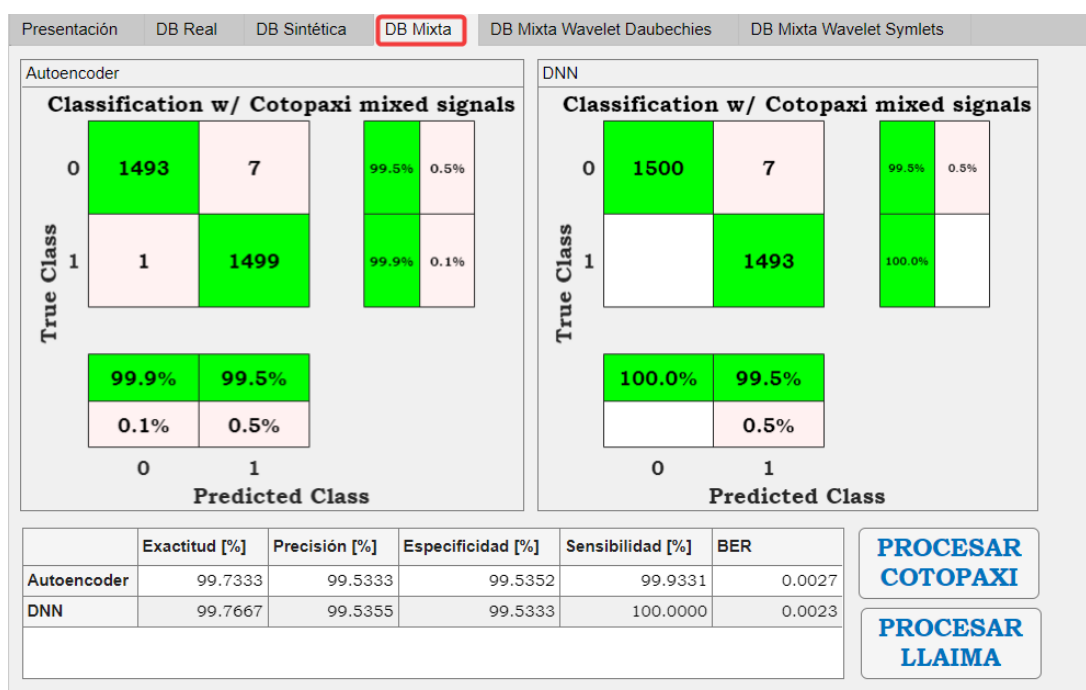 Presentación DB Real DB Sintética DB Mixta DB Mixta Wavelet Daubechies DB Mixta Wavelet Symlets
Autoencoder
Classification w/ Cotopaxi mixed signals
0 1493 7 99.5% 0.5%
1 1 1499 99.9% 0.1%
True Class
99.9% 99.5%
0.1% 0.5%
0 1
Predicted Class
DNN
Classification w/ Cotopaxi mixed signals
0 1500 7 99.5% 0.5%
1 1493 100.0%
True Class
100.0% 99.5%
0.5%
0 1
Predicted Class
Exactitud [%] Precisión [%] Especificidad [%] Sensibilidad [%] BER
Autoencoder 99.7333 99.5333 99.5352 99.9331 0.0027
DNN 99.7667 99.5355 99.5333 100.0000 0.0023
PROCESAR
COTOPAXI
PROCESAR
LLAIMA